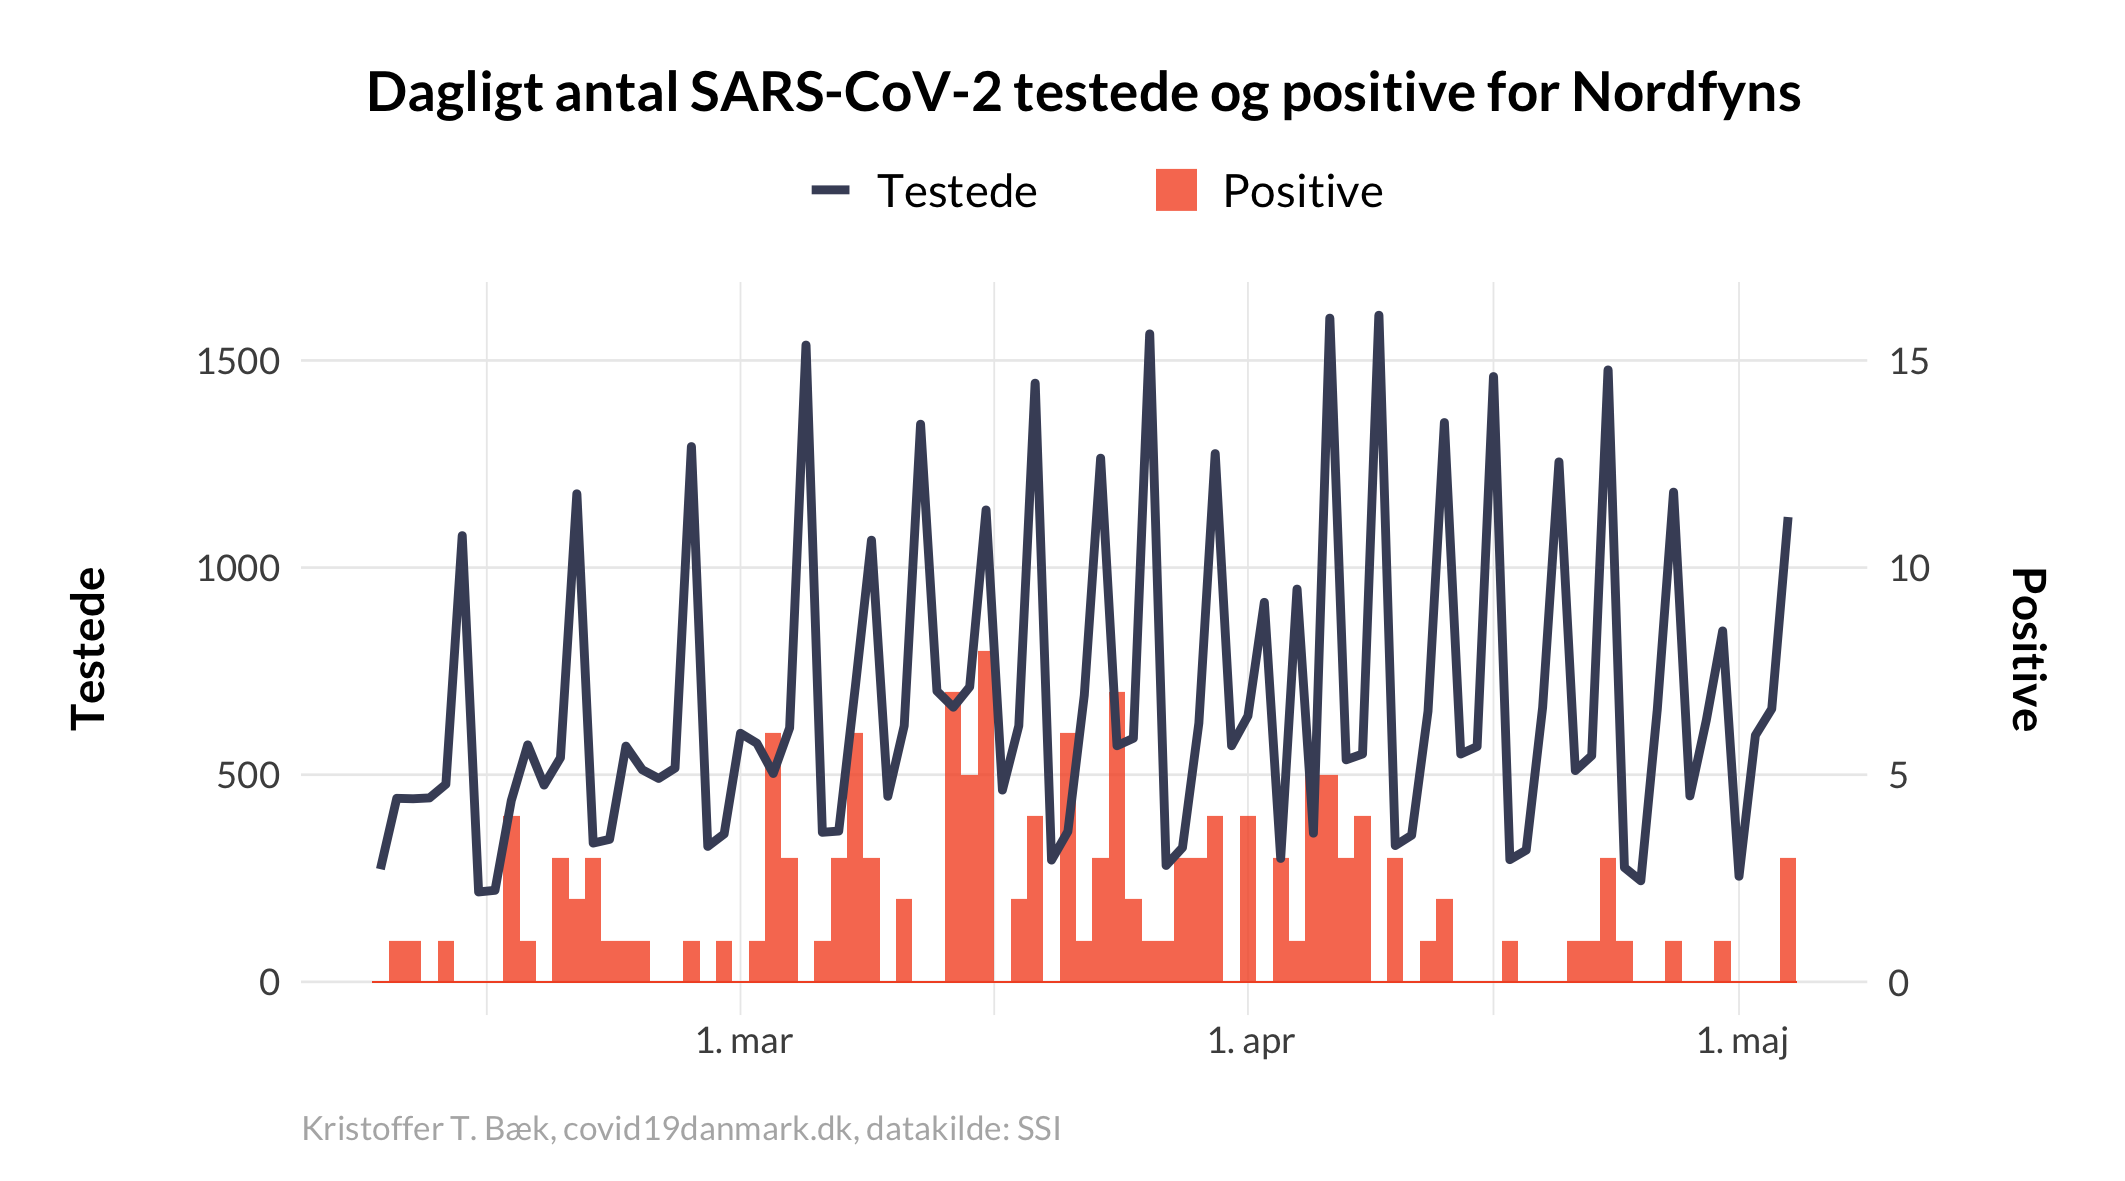 Dagligt antal SARS-CoV-2 testede og positive for Nordfyns
Testede Positive
1500 15
1000 10
500 5
0 0
Testede
Positive
1. mar 1. apr 1. maj
Kristoffer T. Bæk, covid19danmark.dk, datakilde: SSI